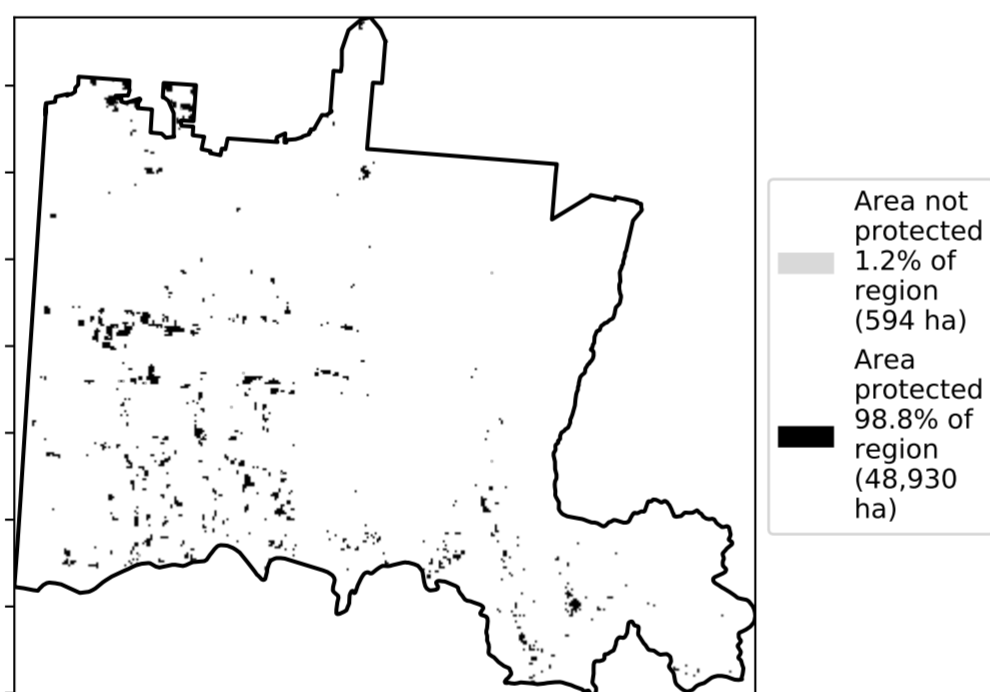 Area not
protected
1.2% of
region
(594 ha)
Area
protected
98.8% of
region
(48,930
ha)